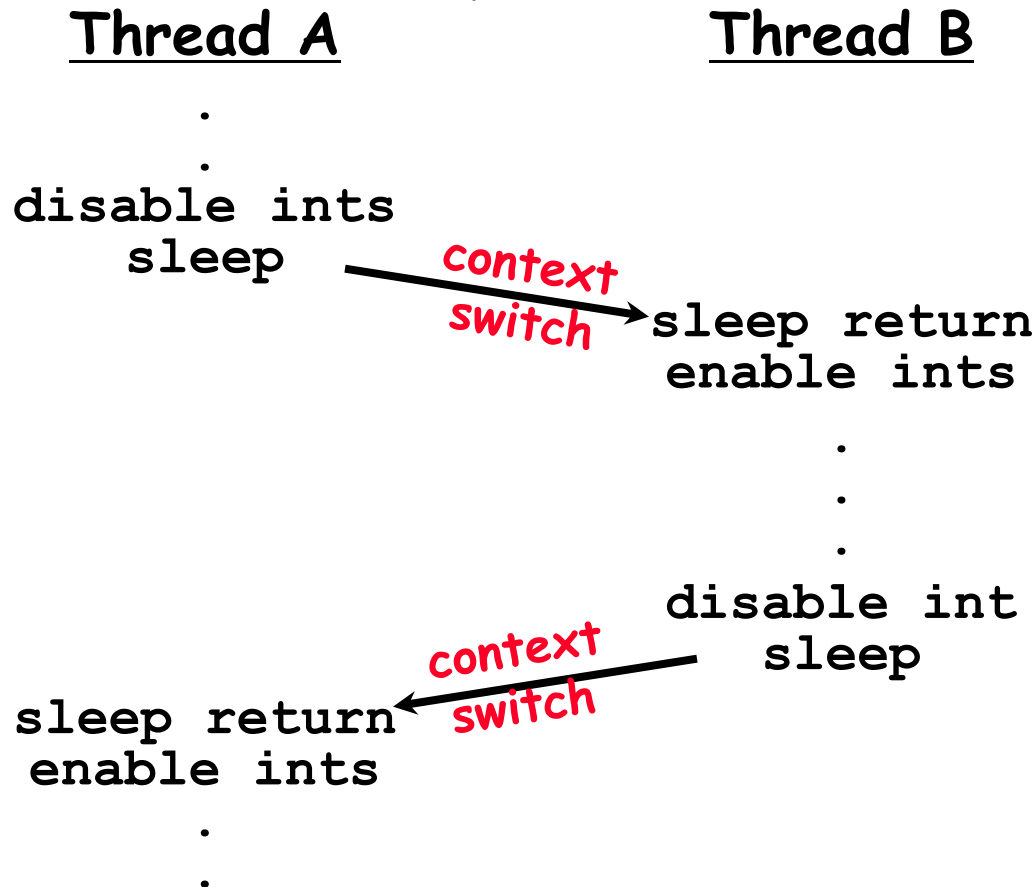 Thread A
Thread B
.
.
disable ints
sleep
context
switch
sleep return
enable ints
.
.
.
disable int
sleep
context
switch
sleep return
enable ints
.
.